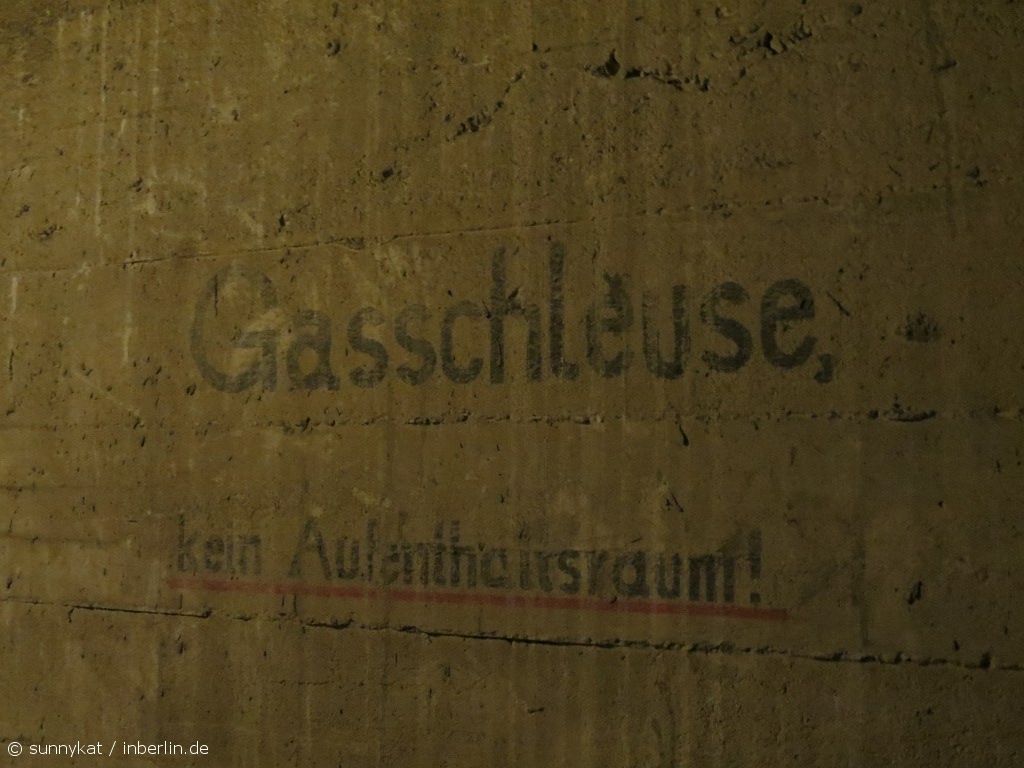 Gasschleuse,
kein Aufenthaltsraum!
© sunnykat / inberlin.de